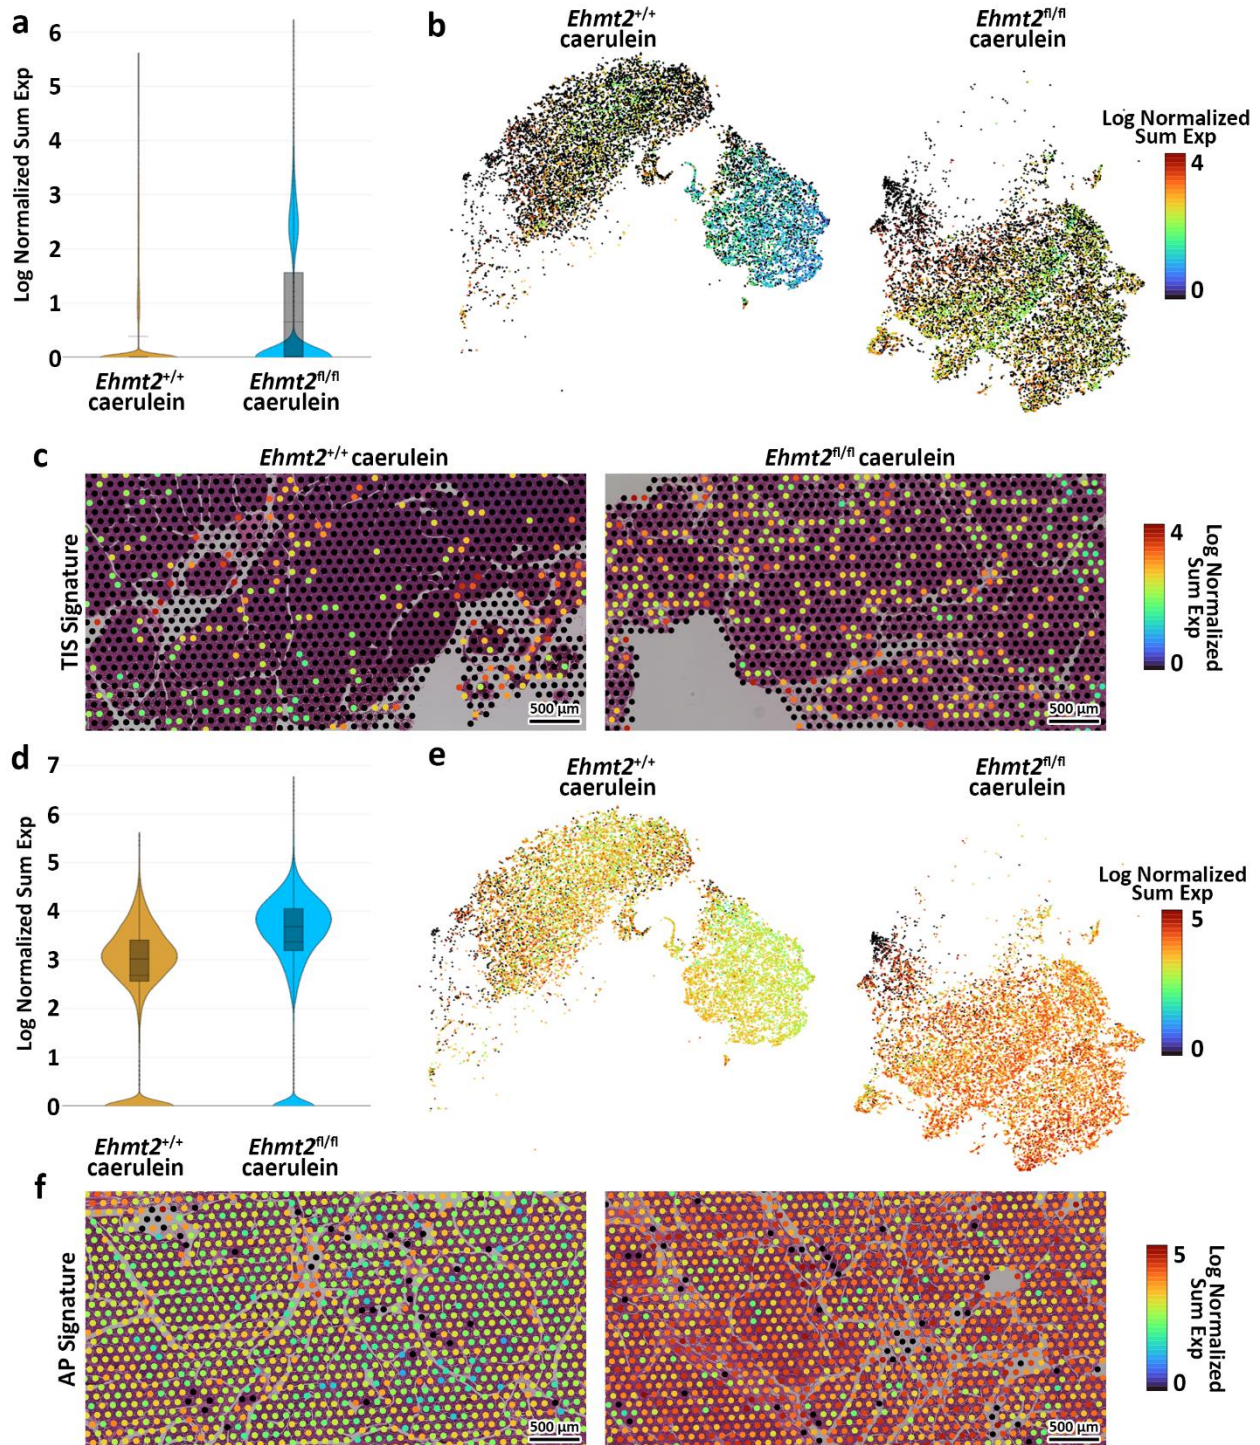 a
6
5
4
3
2
1
0
Log Normalized Sum Exp
Ehmt2+/+
caerulein
Ehmt2fl/fl
caerulein
b
Ehmt2+/+
caerulein
Ehmt2fl/fl
caerulein
Log Normalized
Sum Exp
4
0
c
Ehmt2+/+ caerulein
Ehmt2fl/fl caerulein
TIS Signature
500 µm
500 µm
4
0
Log Normalized
Sum Exp
d
7
6
5
4
3
2
1
0
Log Normalized Sum Exp
Ehmt2+/+
caerulein
Ehmt2fl/fl
caerulein
e
Ehmt2+/+
caerulein
Ehmt2fl/fl
caerulein
Log Normalized
Sum Exp
5
0
f
AP Signature
500 µm
500 µm
5
0
Log Normalized
Sum Exp